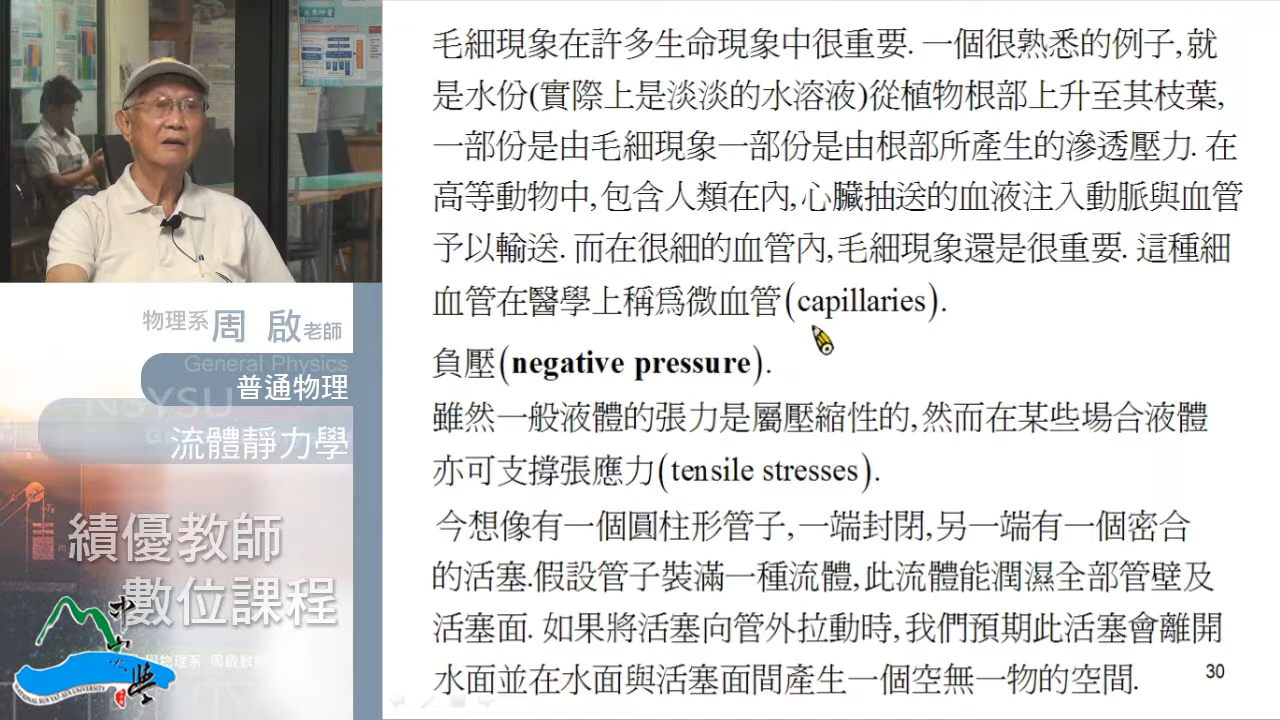 毛細現象在許多生命現象中很重要. 一個很熟悉的例子,就
是水份(實際上是淡淡的水溶液)從植物根部上升至其枝葉,
一部份是由毛細現象一部份是由根部所產生的滲透壓力. 在
高等動物中,包含人類在內,心臟抽送的血液注入動脈與血管
予以輸送. 而在很細的血管內,毛細現象還是很重要. 這種細
血管在醫學上稱為微血管(capillaries).
負壓(negative pressure).
雖然一般液體的張力是屬壓縮性的,然而在某些場合液體
亦可支撐張應力(tensile stresses).
今想像有一個圓柱形管子, 一端封閉,另一端有一個密合
的活塞.假設管子裝滿一種流體,此流體能潤濕全部管壁及
活塞面. 如果將活塞向管外拉動時,我們預期此活塞會離開
水面並在水面與活塞面間產生一個空無一物的空間.
30
物理系 周 啟 老師
General Physics
普通物理
NSYSU
流體靜力學
績優教師
數位課程